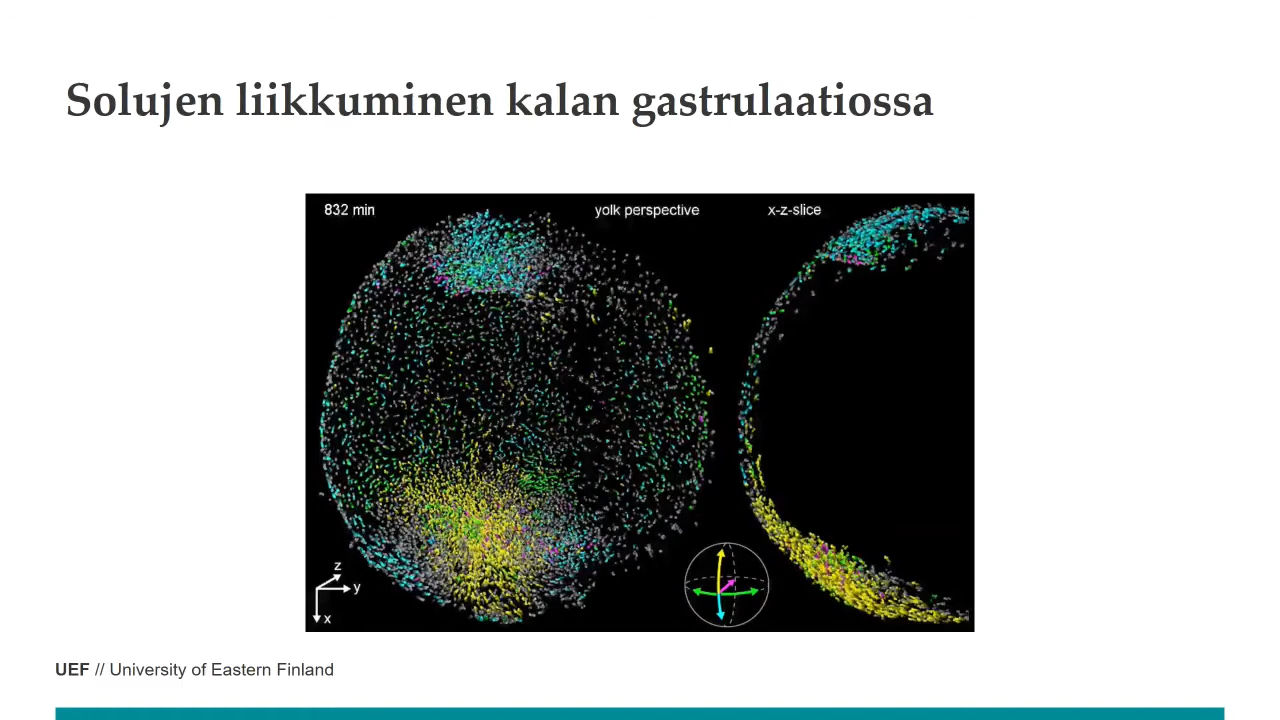 Solujen liikkuminen kalan gastrulaatiossa
832 min
yolk perspective
x-z-slice
z
y
x
UEF // University of Eastern Finland